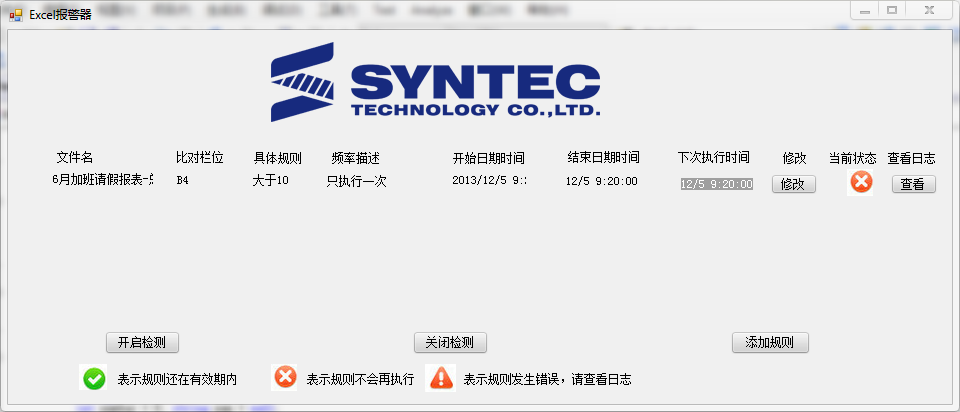 Excel报警器
SYNTEC
TECHNOLOGY CO.,LTD.
文件名 比对栏位 具体规则 频率描述 开始日期时间 结束日期时间 下次执行时间 修改 当前状态 查看日志
6月加班请假报表- B4 大于10 只执行一次 2013/12/5 9: 12/5 9:20:00 12/5 9:20:00 修改 查看
开启检测 关闭检测 添加规则
表示规则还在有效期内 表示规则不会再执行 表示规则发生错误，请查看日志